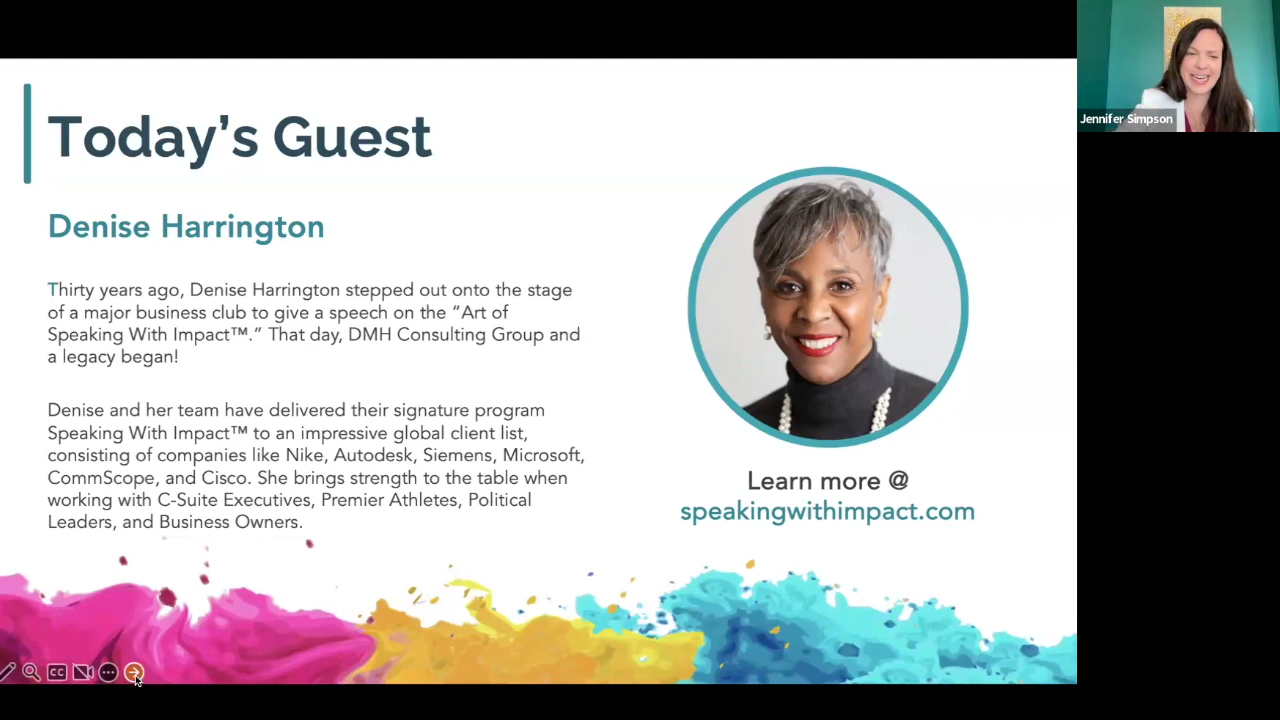 Today's Guest
Denise Harrington
Thirty years ago, Denise Harrington stepped out onto the stage
of a major business club to give a speech on the "Art of
Speaking With Impact™." That day, DMH Consulting Group and
a legacy began!
Denise and her team have delivered their signature program
Speaking With Impact™ to an impressive global client list,
consisting of companies like Nike, Autodesk, Siemens, Microsoft,
CommScope, and Cisco. She brings strength to the table when
working with C-Suite Executives, Premier Athletes, Political
Leaders, and Business Owners.
Learn more @
speakingwithimpact.com
Jennifer Simpson
CC